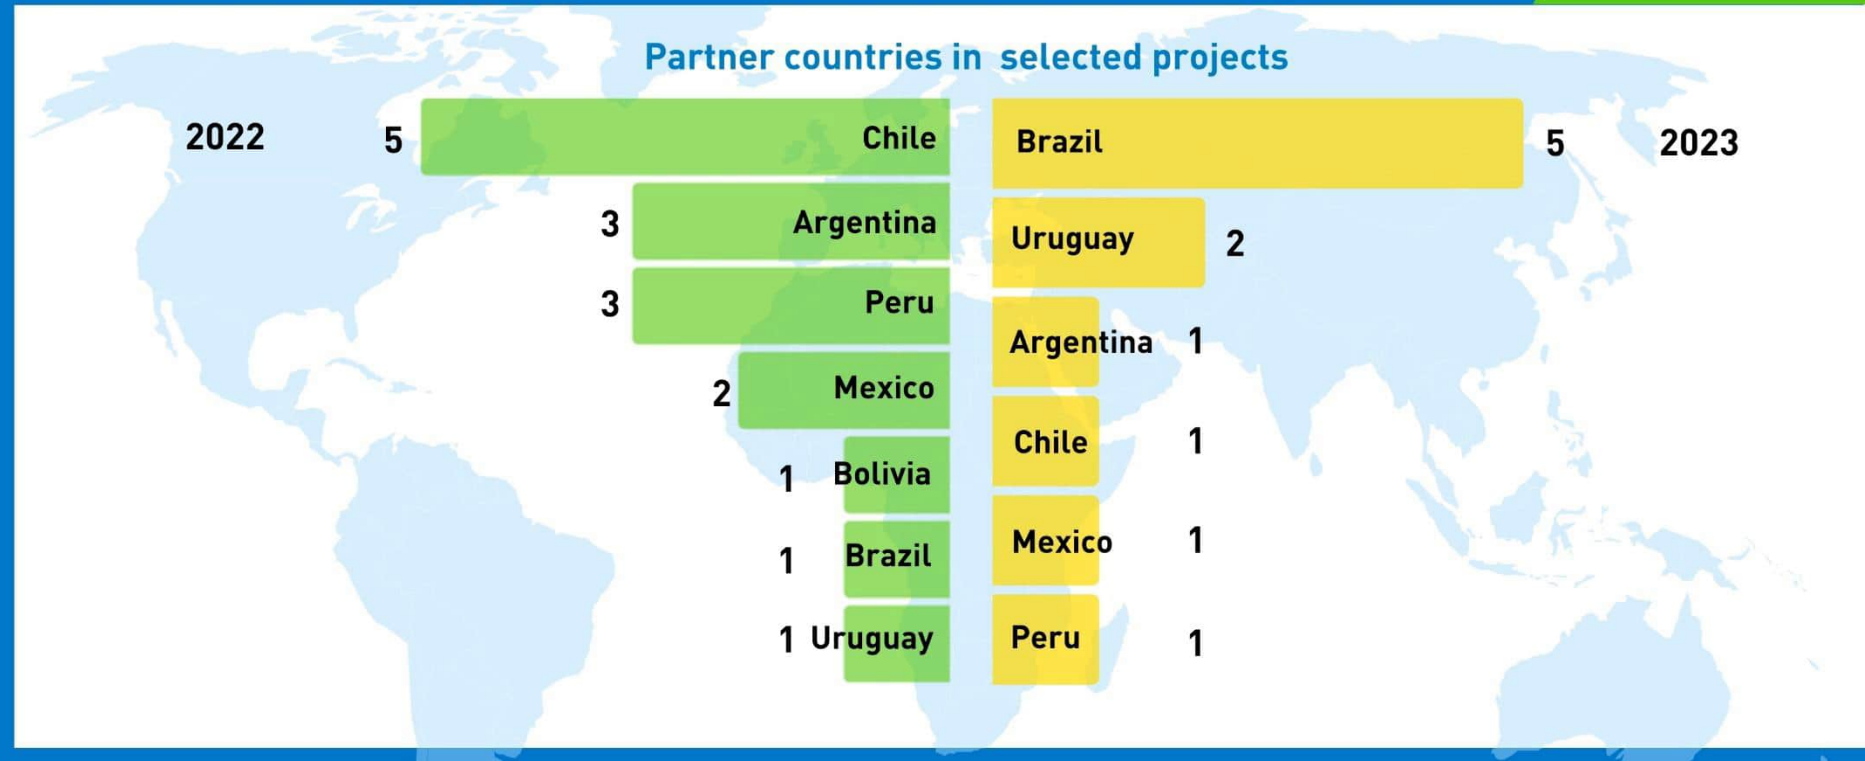 Partner countries in selected projects
2022 5 Chile
3 Argentina
3 Peru
2 Mexico
1 Bolivia
1 Brazil
1 Uruguay
Brazil 5 2023
Uruguay 2
Argentina 1
Chile 1
Mexico 1
Peru 1